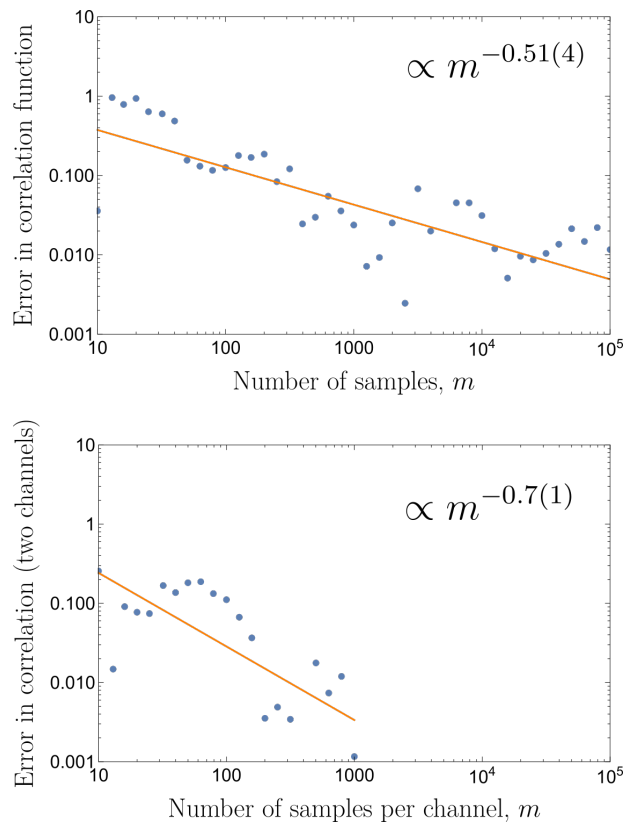 10
1
0.100
0.010
0.001
Error in correlation function
∝ m^−0.51(4)
10 100 1000 10^4 10^5
Number of samples, m
10
1
0.100
0.010
0.001
Error in correlation (two channels)
∝ m^−0.7(1)
10 100 1000 10^4 10^5
Number of samples per channel, m